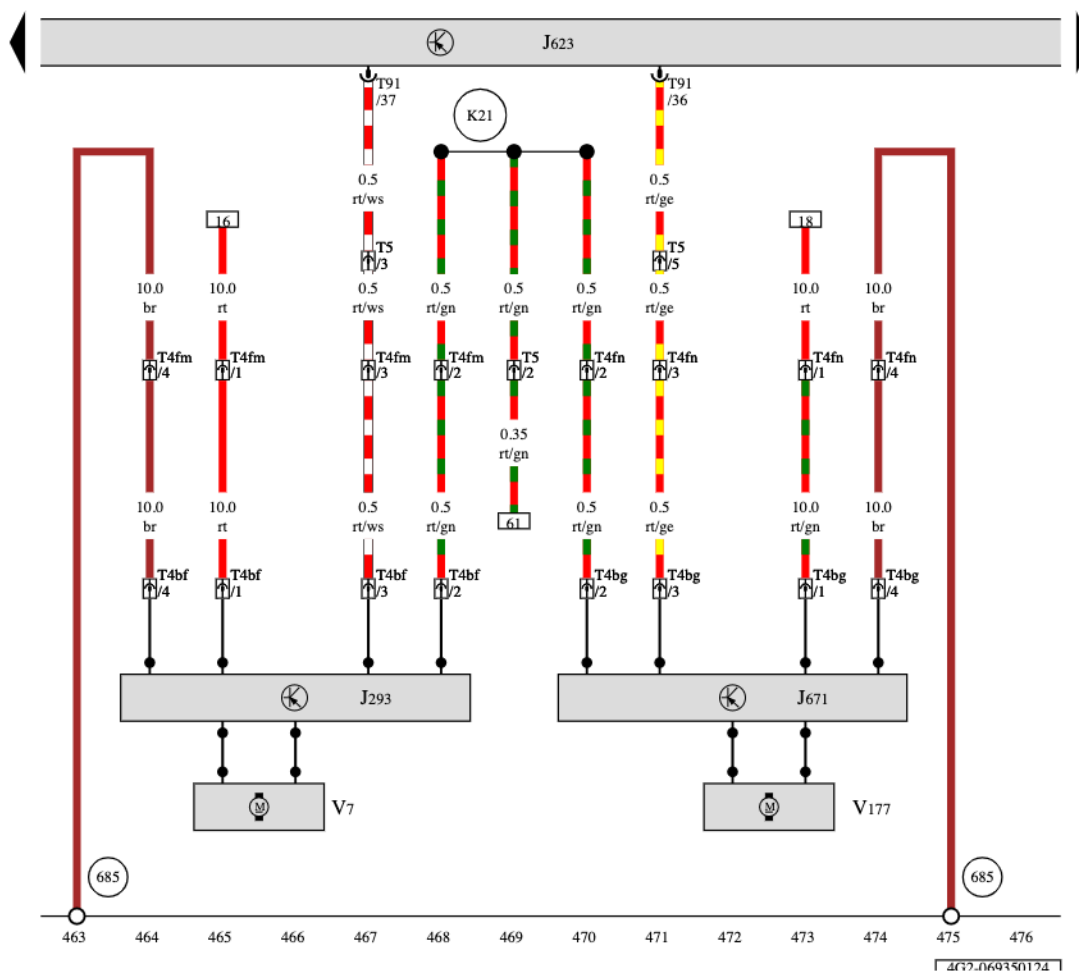 J623
T91
/37
T91
/36
K21
0.5
rt/ws
0.5
rt/ge
16
18
T5
/3
T5
/5
10.0
br
10.0
rt
0.5
rt/ws
0.5
rt/gn
0.5
rt/gn
0.5
rt/gn
0.5
rt/ge
10.0
rt
10.0
br
T4fm
/4
T4fm
/1
T4fm
/3
T4fm
/2
T5
/2
T4fn
/2
T4fn
/3
T4fn
/1
T4fn
/4
0.35
rt/gn
10.0
br
10.0
rt
0.5
rt/ws
0.5
rt/gn
61
0.5
rt/gn
0.5
rt/ge
10.0
rt/gn
10.0
br
T4bf
/4
T4bf
/1
T4bf
/3
T4bf
/2
T4bg
/2
T4bg
/3
T4bg
/1
T4bg
/4
J293
J671
M
V7
M
V177
685
685
463 464 465 466 467 468 469 470 471 472 473 474 475 476
4G2-069350124